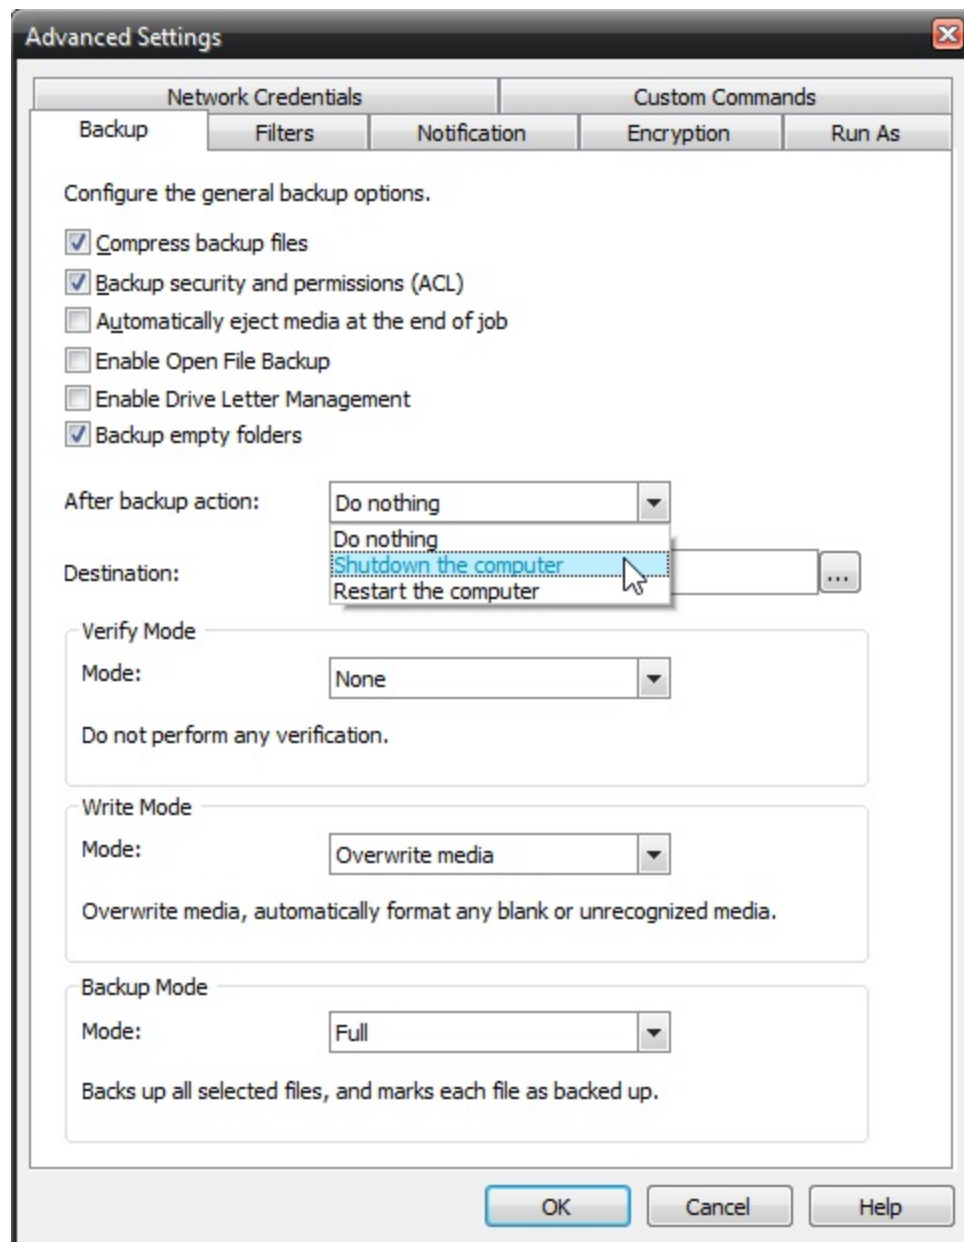 Advanced Settings
Network Credentials Custom Commands
Backup Filters Notification Encryption Run As
Configure the general backup options.
Compress backup files
Backup security and permissions (ACL)
Automatically eject media at the end of job
Enable Open File Backup
Enable Drive Letter Management
Backup empty folders
After backup action: Do nothing
Do nothing
Destination: Shutdown the computer ...
Restart the computer
Verify Mode
Mode: None
Do not perform any verification.
Write Mode
Mode: Overwrite media
Overwrite media, automatically format any blank or unrecognized media.
Backup Mode
Mode: Full
Backs up all selected files, and marks each file as backed up.
OK Cancel Help